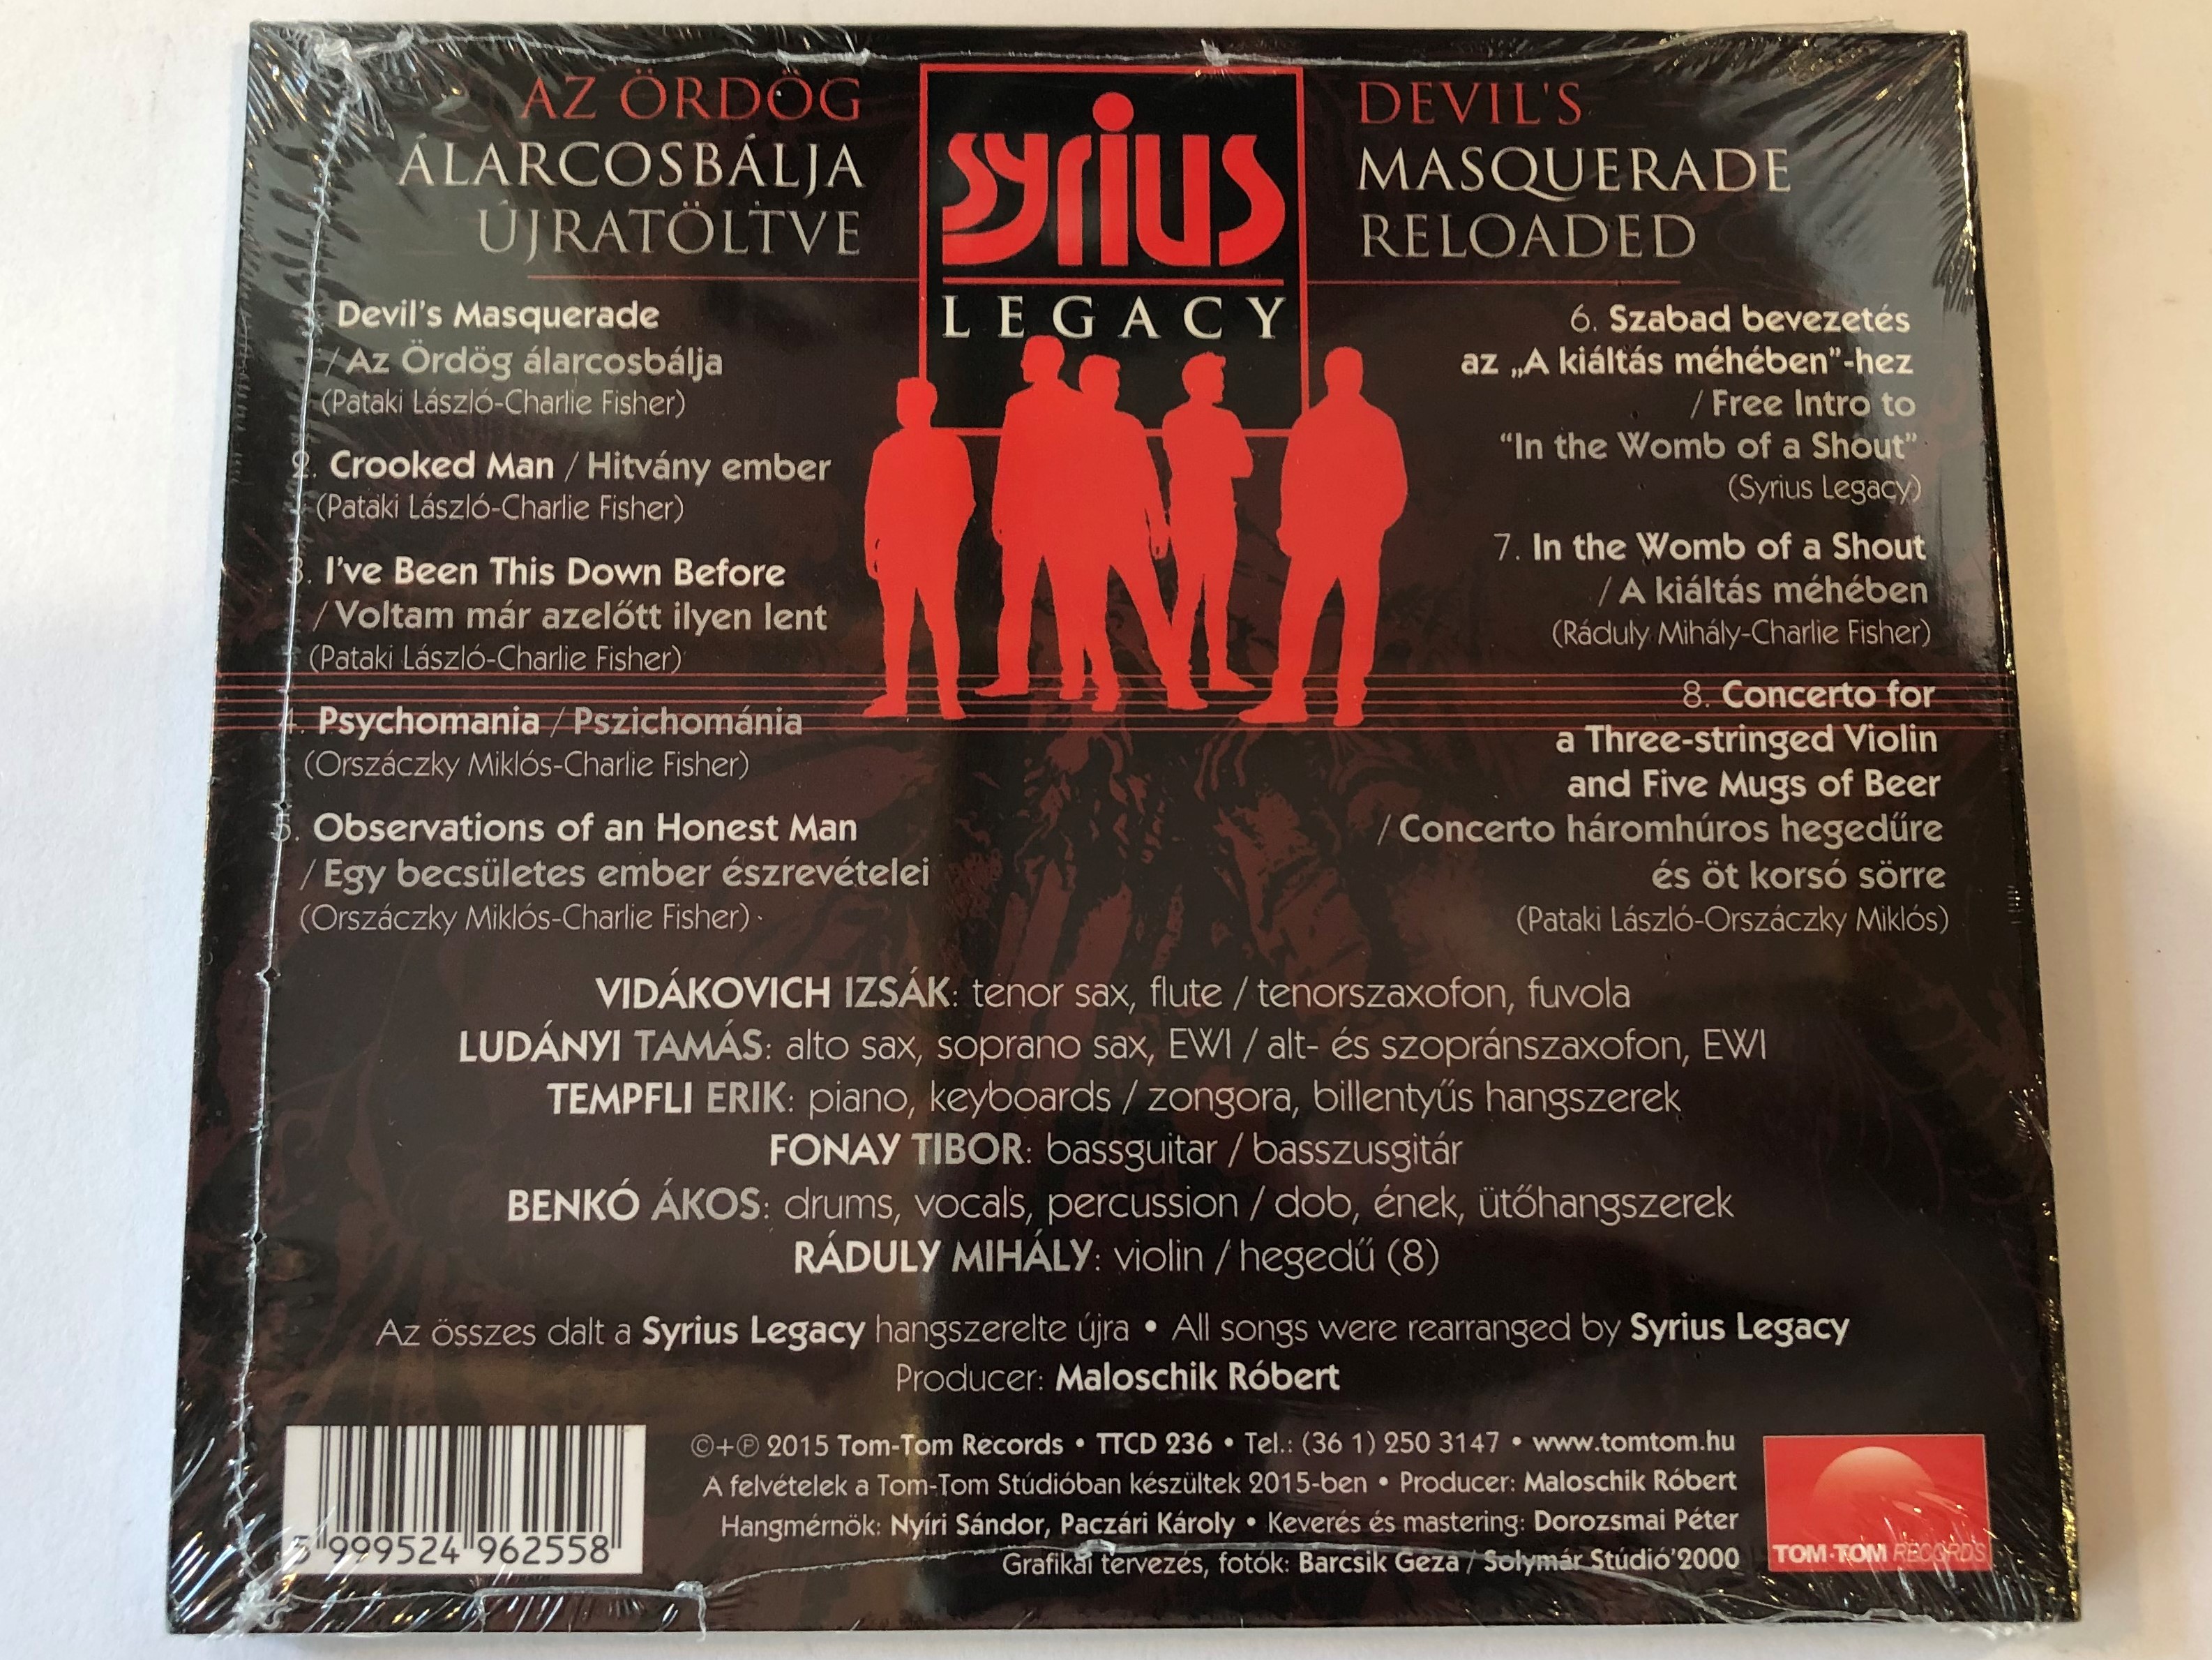 AZ ÖRDÖG
ÁLARCOSBÁLJA
ÚJRATÖLTVE
syrius
LEGACY
DEVIL'S
MASQUERADE
RELOADED
Devil's Masquerade
/ Az Ördög álarcosbálja
(Pataki László-Charlie Fisher)
2. Crooked Man / Hitvány ember
(Pataki László-Charlie Fisher)
3. I've Been This Down Before
/ Voltam már azelőtt ilyen lent
(Pataki László-Charlie Fisher)
4. Psychomania / Pszichománia
(Orszáczky Miklós-Charlie Fisher)
5. Observations of an Honest Man
/ Egy becsületes ember észrevételei
(Orszáczky Miklós-Charlie Fisher)
6. Szabad bevezetés
az „A kiáltás méhében”-hez
/ Free Intro to
“In the Womb of a Shout”
(Syrius Legacy)
7. In the Womb of a Shout
/ A kiáltás méhében
(Ráduly Mihály-Charlie Fisher)
8. Concerto for
a Three-stringed Violin
and Five Mugs of Beer
/ Concerto háromhúros hegedűre
és öt korsó sörre
(Pataki László-Orszáczky Miklós)
VIDÁKOVICH IZSÁK: tenor sax, flute / tenorszaxofon, fuvola
LUDÁNYI TAMÁS: alto sax, soprano sax, EWI / alt- és szopránszaxofon, EWI
TEMPFLI ERIK: piano, keyboards / zongora, billentyűs hangszerek
FONAY TIBOR: bassguitar / basszusgitár
BENKÓ ÁKOS: drums, vocals, percussion / dob, ének, ütőhangszerek
RÁDULY MIHÁLY: violin / hegedű (8)
Az összes dalt a Syrius Legacy hangszerelte újra • All songs were rearranged by Syrius Legacy
Producer: Maloschik Róbert
©+℗ 2015 Tom-Tom Records • TTCD 236 • Tel.: (36 1) 250 3147 • www.tomtom.hu
A felvételek a Tom-Tom Stúdióban készültek 2015-ben • Producer: Maloschik Róbert
Hangmérnök: Nyíri Sándor, Paczári Károly • Keverés és mastering: Dorozsmai Péter
Grafikai tervezés, fotók: Barcsik Géza / Solymár Stúdió'2000
5 999524 962558
TOM•TOM RECORDS